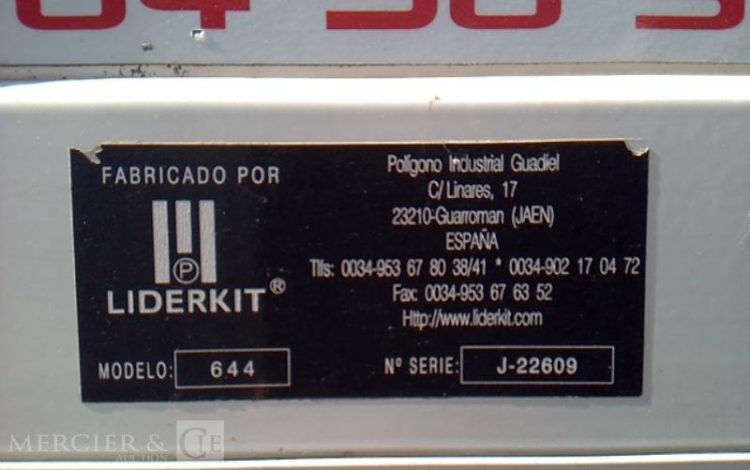 FABRICADO POR
P
LIDERKIT®
Polígono Industrial Guadiel
C/ Linares, 17
23210-Guarroman (JAEN)
ESPAÑA
Tlfs: 0034-953 67 80 38/41 * 0034-902 17 04 72
Fax: 0034-953 67 63 52
Http://www.liderkit.com
MODELO: 644
Nº SERIE: J-22609
MERCIER & CIE
AUCTION